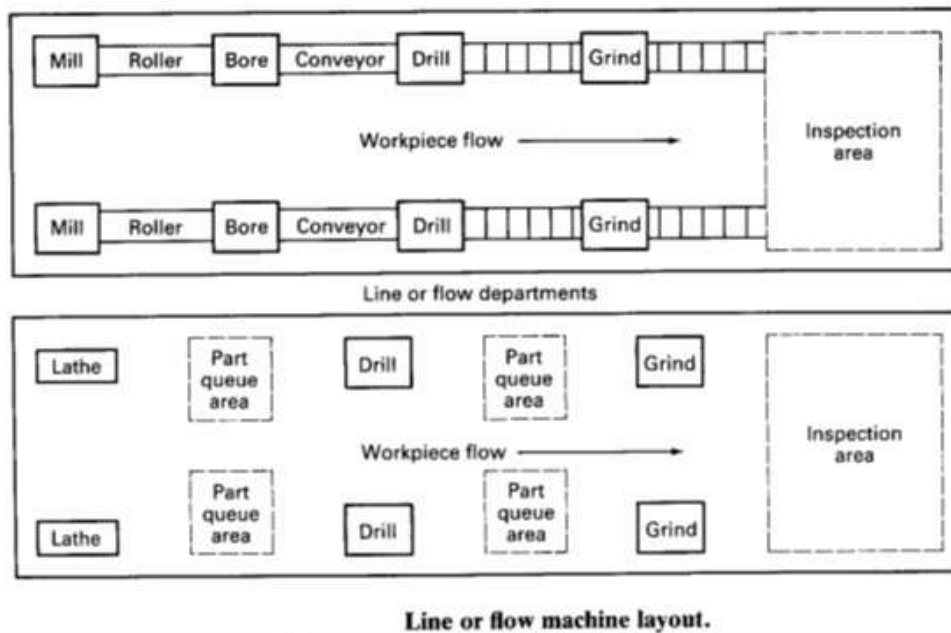 Mill Roller Bore Conveyor Drill Grind
Workpiece flow
Inspection
area
Mill Roller Bore Conveyor Drill Grind
Line or flow departments
Lathe
Part
queue
area
Drill
Part
queue
area
Grind
Workpiece flow
Inspection
area
Lathe
Part
queue
area
Drill
Part
queue
area
Grind
Line or flow machine layout.